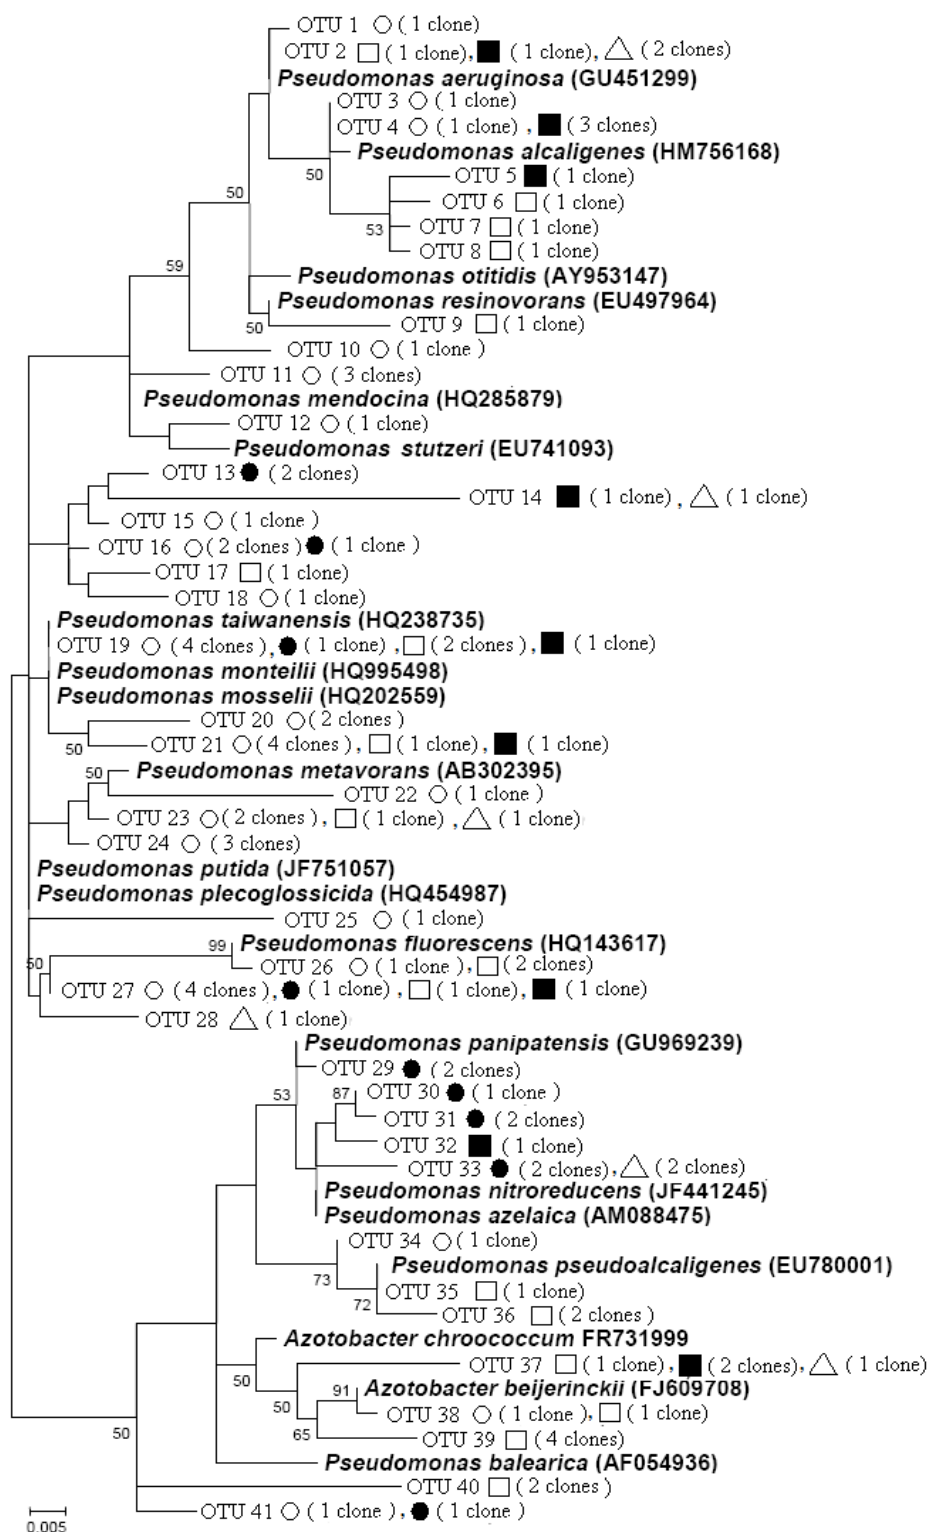 OTU 1 ○ ( 1 clone)
OTU 2 □ ( 1 clone), ■ ( 1 clone), △ ( 2 clones)
Pseudomonas aeruginosa (GU451299)
OTU 3 ○ ( 1 clone)
OTU 4 ○ ( 1 clone) , ■ ( 3 clones)
Pseudomonas alcaligenes (HM756168)
50
OTU 5 ■ ( 1 clone)
50
OTU 6 □ ( 1 clone)
OTU 7 □ ( 1 clone)
53
OTU 8 □ ( 1 clone)
59
Pseudomonas otitidis (AY953147)
Pseudomonas resinovorans (EU497964)
50
OTU 9 □ ( 1 clone)
OTU 10 ○ ( 1 clone )
OTU 11 ○ ( 3 clones)
Pseudomonas mendocina (HQ285879)
OTU 12 ○ ( 1 clone)
Pseudomonas stutzeri (EU741093)
OTU 13 ● ( 2 clones)
OTU 14 ■ ( 1 clone) , △ ( 1 clone)
OTU 15 ○ ( 1 clone )
OTU 16 ○ ( 2 clones ) ● ( 1 clone )
OTU 17 □ ( 1 clone)
OTU 18 ○ ( 1 clone)
Pseudomonas taiwanensis (HQ238735)
OTU 19 ○ ( 4 clones ) , ● ( 1 clone) , □ ( 2 clones ) , ■ ( 1 clone)
Pseudomonas monteilii (HQ995498)
Pseudomonas mosselii (HQ202559)
OTU 20 ○ ( 2 clones )
50
OTU 21 ○ ( 4 clones) , □ ( 1 clone) , ■ ( 1 clone)
50
Pseudomonas metavorans (AB302395)
OTU 22 ○ ( 1 clone )
OTU 23 ○ ( 2 clones ) , □ ( 1 clone) , △ ( 1 clone)
OTU 24 ○ ( 3 clones)
Pseudomonas putida (JF751057)
Pseudomonas plecoglossicida (HQ454987)
OTU 25 ○ ( 1 clone)
99
Pseudomonas fluorescens (HQ143617)
50
OTU 26 ○ ( 1 clone ) , □ ( 2 clones)
OTU 27 ○ ( 4 clones ) , ● ( 1 clone) , □ ( 1 clone) , ■ ( 1 clone)
OTU 28 △ ( 1 clone)
Pseudomonas panipatensis (GU969239)
OTU 29 ● ( 2 clones)
53
87
OTU 30 ● ( 1 clone )
OTU 31 ● ( 2 clones)
OTU 32 ■ ( 1 clone)
OTU 33 ● ( 2 clones) , △ ( 2 clones)
Pseudomonas nitroreducens (JF441245)
Pseudomonas azelaica (AM088475)
OTU 34 ○ ( 1 clone)
Pseudomonas pseudoalcaligenes (EU780001)
73
OTU 35 □ ( 1 clone)
72
OTU 36 □ ( 2 clones )
Azotobacter chroococcum FR731999
OTU 37 □ ( 1 clone) , ■ ( 2 clones) , △ ( 1 clone)
50
91
Azotobacter beijerinckii (FJ609708)
50
OTU 38 ○ ( 1 clone ) , □ ( 1 clone)
65
OTU 39 □ ( 4 clones)
50
Pseudomonas balearica (AF054936)
OTU 40 □ ( 2 clones )
OTU 41 ○ ( 1 clone ) , ● ( 1 clone )
0.005